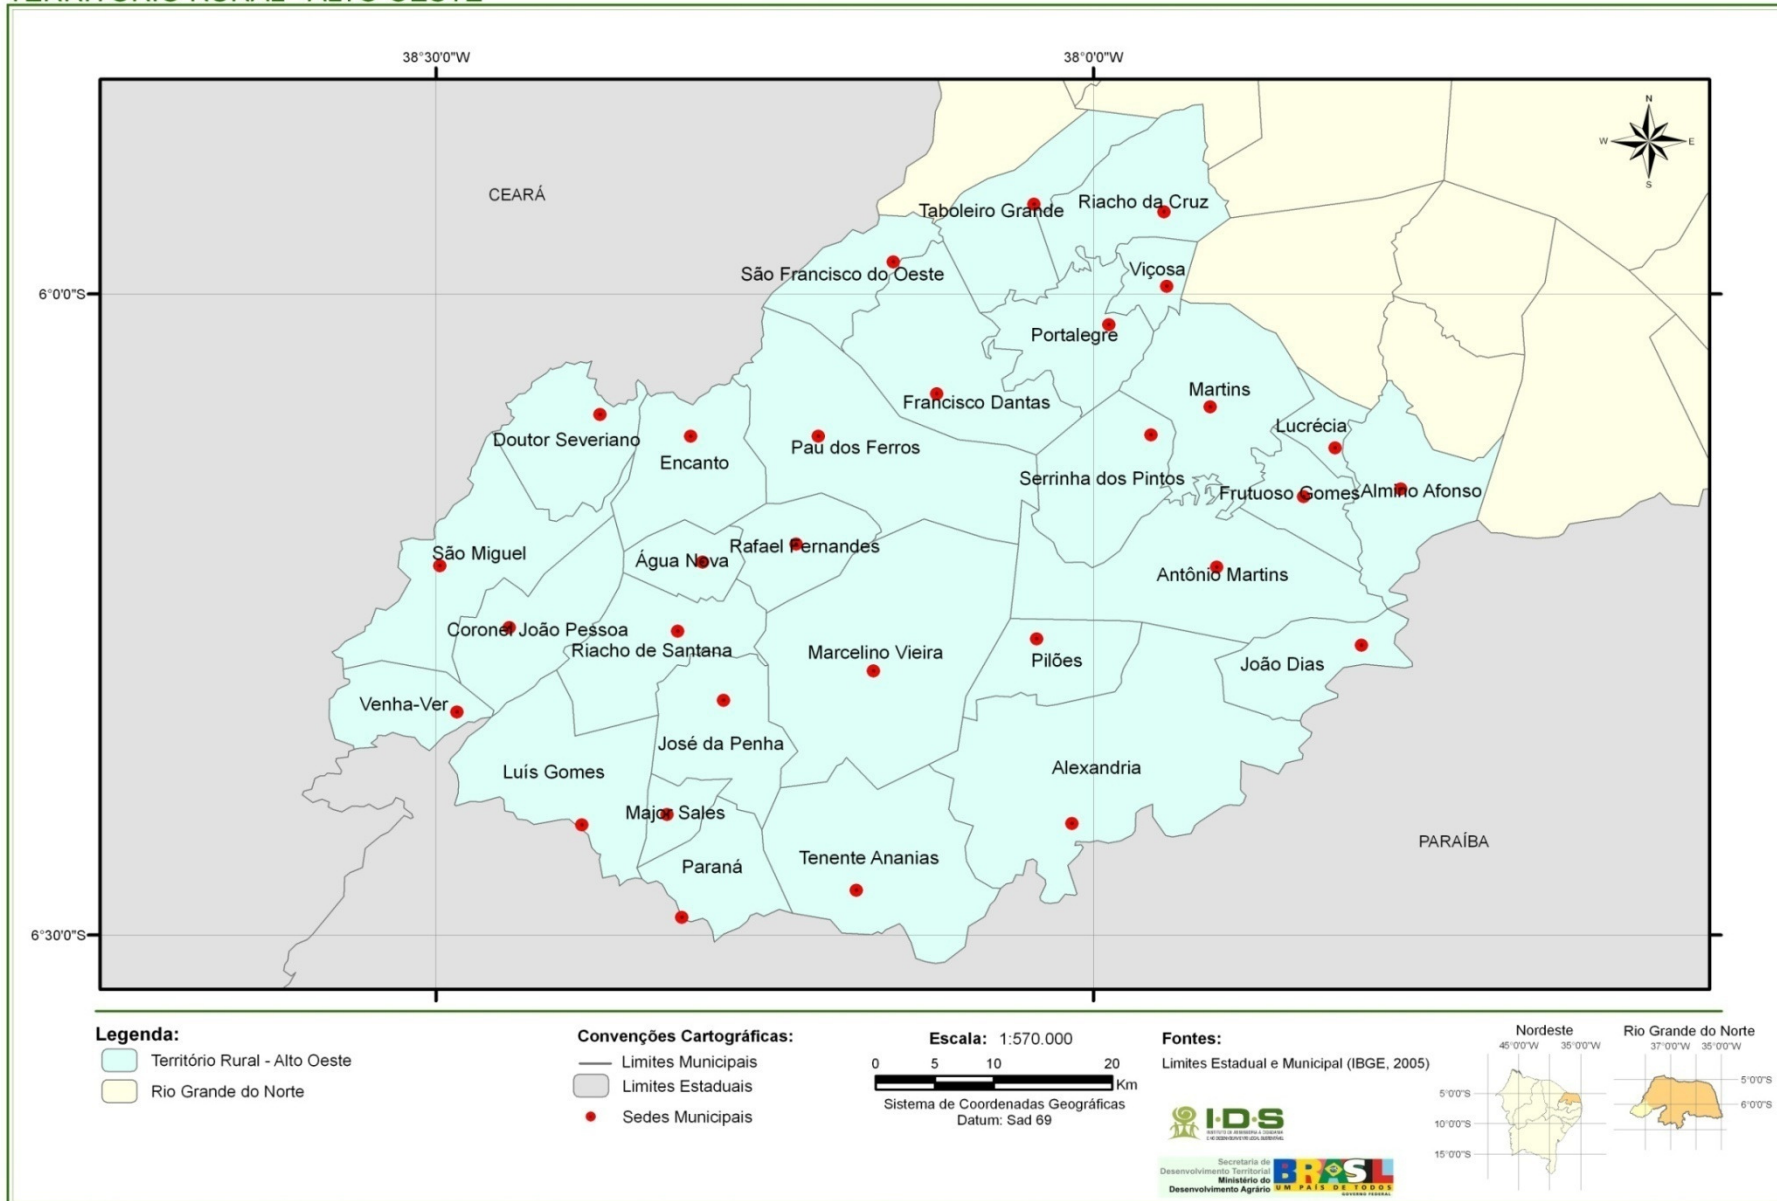 TERRITÓRIO RURAL - ALTO OESTE
38°30'0"W
38°0'0"W
N
W
E
S
CEARÁ
Taboleiro Grande
Riacho da Cruz
São Francisco do Oeste
Viçosa
6°0'0"S
Portalegre
Martins
Francisco Dantas
Lucrécia
Doutor Severiano
Pau dos Ferros
Encanto
Serrinha dos Pintos
Frutuoso Gomes
Almino Afonso
São Miguel
Água Nova
Rafael Fernandes
Antônio Martins
Coronel João Pessoa
Riacho de Santana
Marcelino Vieira
Pilões
João Dias
Venha-Ver
José da Penha
Luís Gomes
Alexandria
Major Sales
PARAÍBA
Paraná
Tenente Ananias
6°30'0"S
Legenda:
Território Rural - Alto Oeste
Rio Grande do Norte
Convenções Cartográficas:
Limites Municipais
Limites Estaduais
Sedes Municipais
Escala: 1:570.000
0 5 10 20
Km
Sistema de Coordenadas Geográficas
Datum: Sad 69
Fontes:
Limites Estadual e Municipal (IBGE, 2005)
I·D·S
Secretaria de
Desenvolvimento Territorial
Ministério do
Desenvolvimento Agrário
BRASIL
UM PAÍS DE TODOS
GOVERNO FEDERAL
Nordeste
45°0'0"W 35°0'0"W
5°0'0"S
10°0'0"S
15°0'0"S
Rio Grande do Norte
37°0'0"W 35°0'0"W
5°0'0"S
6°0'0"S